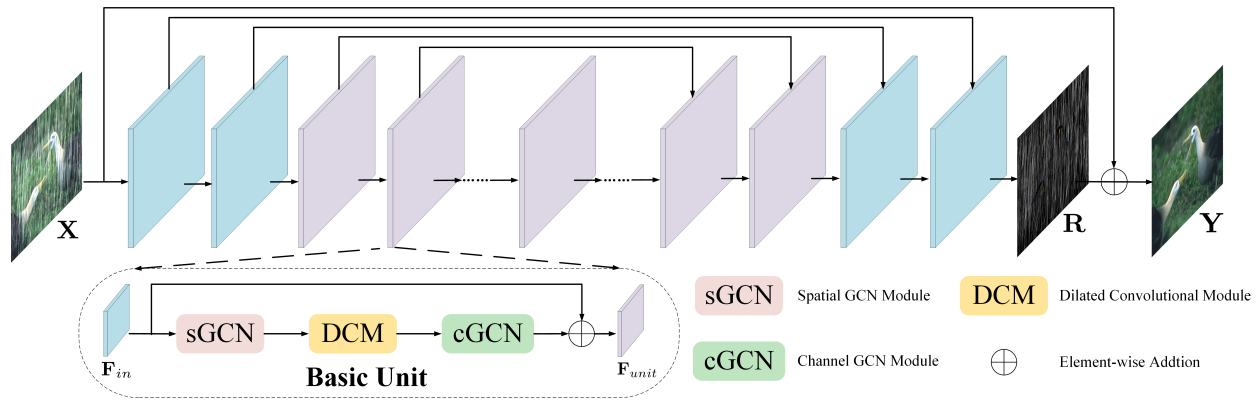 X
R
Y
sGCN
Spatial GCN Module
DCM
Dilated Convolutional Module
sGCN
DCM
cGCN
F_in
Basic Unit
F_unit
cGCN
Channel GCN Module
Element-wise Addtion